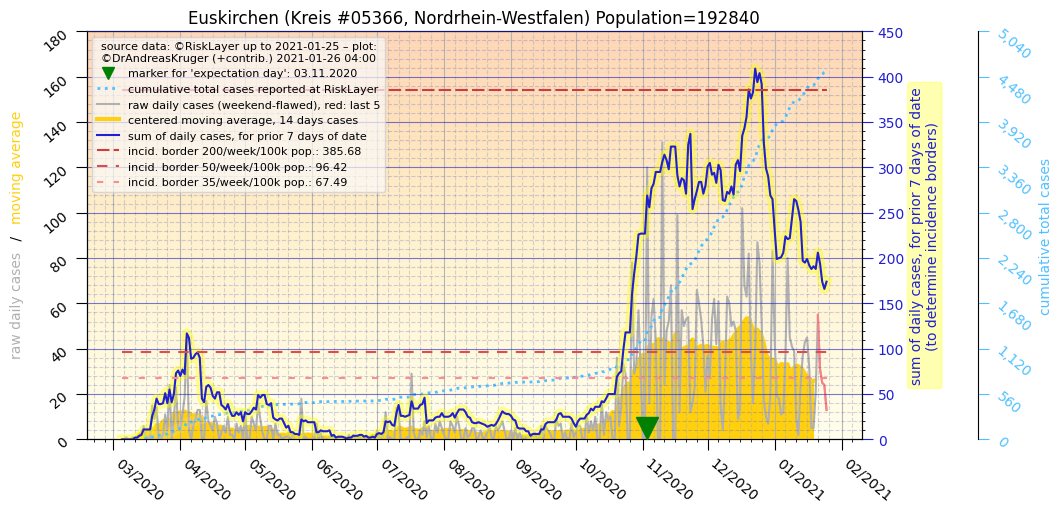 Euskirchen (Kreis #05366, Nordrhein-Westfalen) Population=192840
source data: ©RiskLayer up to 2021-01-25 – plot:
©DrAndreasKruger (+contrib.) 2021-01-26 04:00
marker for 'expectation day': 03.11.2020
cumulative total cases reported at RiskLayer
raw daily cases (weekend-flawed), red: last 5
centered moving average, 14 days cases
sum of daily cases, for prior 7 days of date
incid. border 200/week/100k pop.: 385.68
incid. border 50/week/100k pop.: 96.42
incid. border 35/week/100k pop.: 67.49
raw daily cases / moving average
180
160
140
120
100
80
60
40
20
0
03/2020
04/2020
05/2020
06/2020
07/2020
08/2020
09/2020
10/2020
11/2020
12/2020
01/2021
02/2021
450
400
350
300
250
200
150
100
50
0
sum of daily cases, for prior 7 days of date
(to determine incidence borders)
5,040
4,480
3,920
3,360
2,800
2,240
1,680
1,120
560
0
cumulative total cases